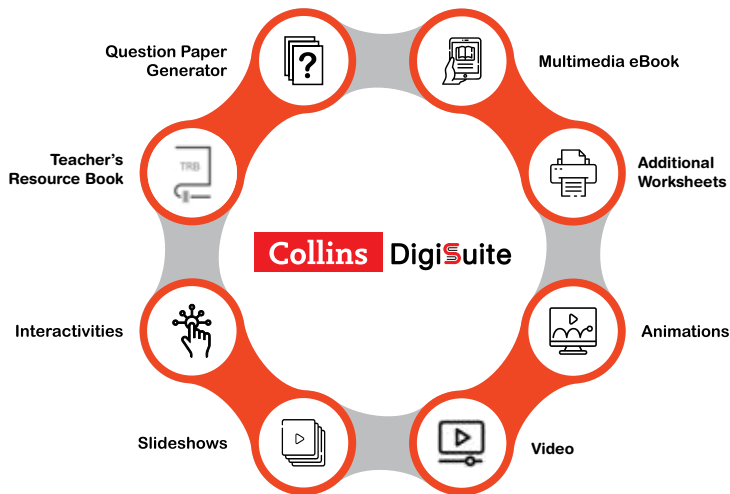 Question Paper
Generator
Multimedia eBook
Teacher's
Resource Book
TRB
Additional
Worksheets
Collins DigiSuite
Interactivities
Animations
Slideshows
Video
?